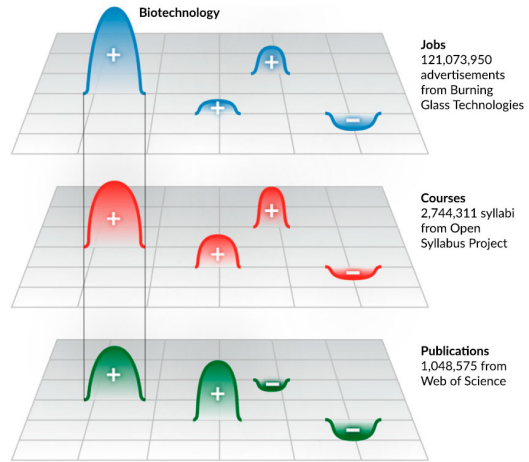 Biotechnology
Jobs
121,073,950
advertisements
from Burning
Glass Technologies
+
+
+
−
Courses
2,744,311 syllabi
from Open
Syllabus Project
+
+
+
−
Publications
1,048,575 from
Web of Science
+
+
−
−